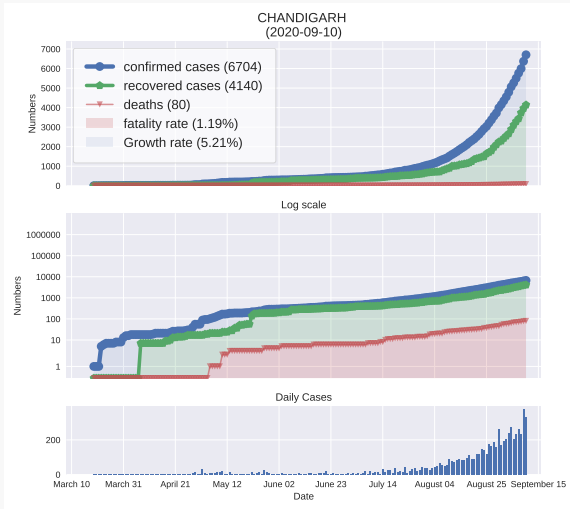 CHANDIGARH
(2020-09-10)
7000
6000
5000
4000
3000
2000
1000
0
Numbers
confirmed cases (6704)
recovered cases (4140)
deaths (80)
fatality rate (1.19%)
Growth rate (5.21%)
Log scale
1000000
100000
10000
1000
100
10
1
Numbers
Daily Cases
200
0
March 10 March 31 April 21 May 12 June 02 June 23 July 14 August 04 August 25 September 15
Date